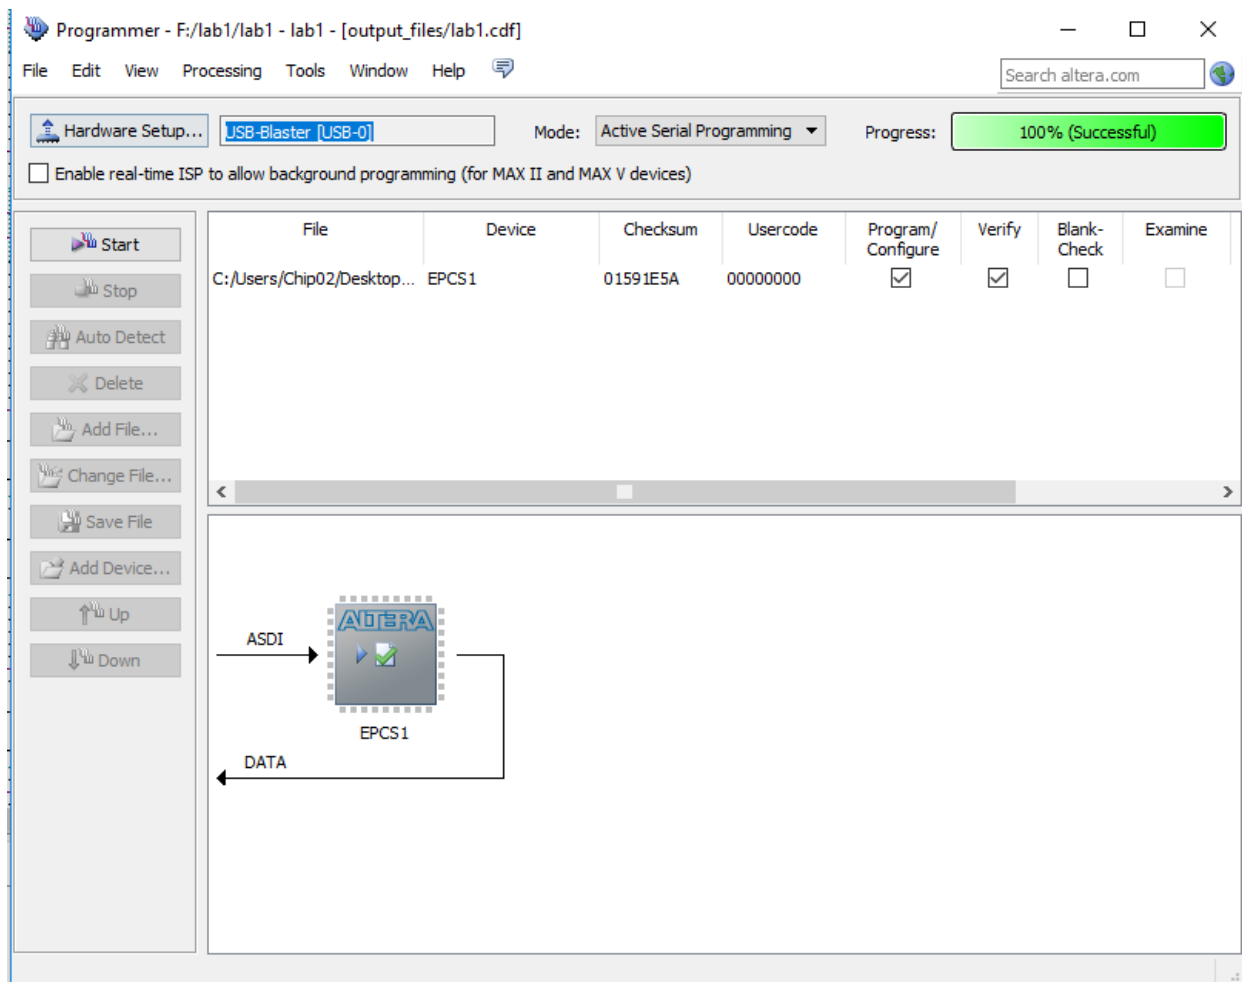 Programmer - F:/lab1/lab1 - lab1 - [output_files/lab1.cdf]
File Edit View Processing Tools Window Help
Search altera.com
Hardware Setup... USB-Blaster [USB-0] Mode: Active Serial Programming Progress: 100% (Successful)
Enable real-time ISP to allow background programming (for MAX II and MAX V devices)
Start
Stop
Auto Detect
Delete
Add File...
Change File...
Save File
Add Device...
Up
Down
File Device Checksum Usercode Program/ Verify Blank- Examine
Configure Check
C:/Users/Chip02/Desktop... EPCS1 01591E5A 00000000
ALTERA
ASDI
EPCS1
DATA